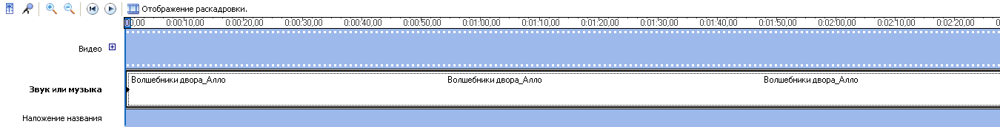 Отображение раскадровки.
00,00 0:00:10,00 0:00:20,00 0:00:30,00 0:00:40,00 0:00:50,00 0:01:00,00 0:01:10,00 0:01:20,00 0:01:30,00 0:01:40,00 0:01:50,00 0:02:00,00 0:02:10,00 0:02:20,00
Видео
Волшебники двора_Алло Волшебники двора_Алло Волшебники двора_Алло
Звук или музыка
Наложение названия